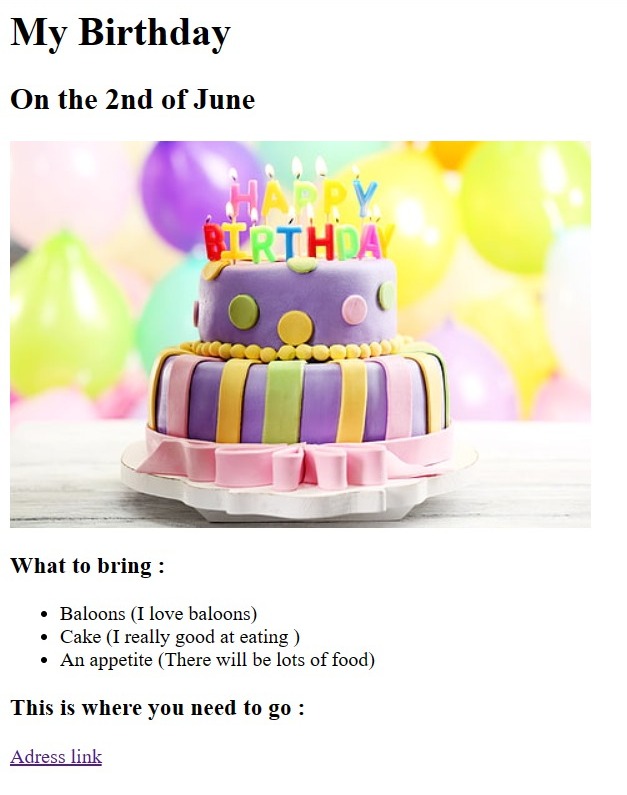 My Birthday
On the 2nd of June
HAPPY
BIRTHDAY
What to bring :
Baloons (I love baloons)
Cake (I really good at eating )
An appetite (There will be lots of food)
This is where you need to go :
Adress link